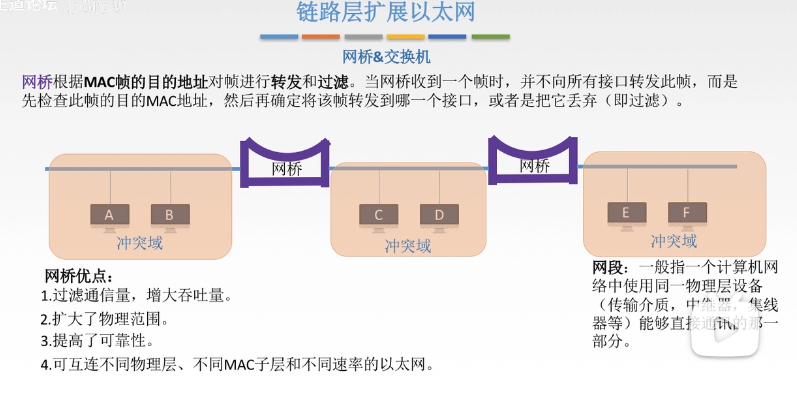 链路层扩展以太网
网桥&交换机
网桥根据MAC帧的目的地址对帧进行转发和过滤。当网桥收到一个帧时，并不向所有接口转发此帧，而是
先检查此帧的目的MAC地址，然后再确定将该帧转发到哪一个接口，或者是把它丢弃（即过滤）。
网桥
网桥
A
B
C
D
E
F
冲突域
冲突域
冲突域
网桥优点：
1.过滤通信量，增大吞吐量。
2.扩大了物理范围。
3.提高了可靠性。
4.可互连不同物理层、不同MAC子层和不同速率的以太网。
网段：一般指一个计算机网
络中使用同一物理层设备
（传输介质，中继器，集线
器等）能够直接通讯的那一
部分。